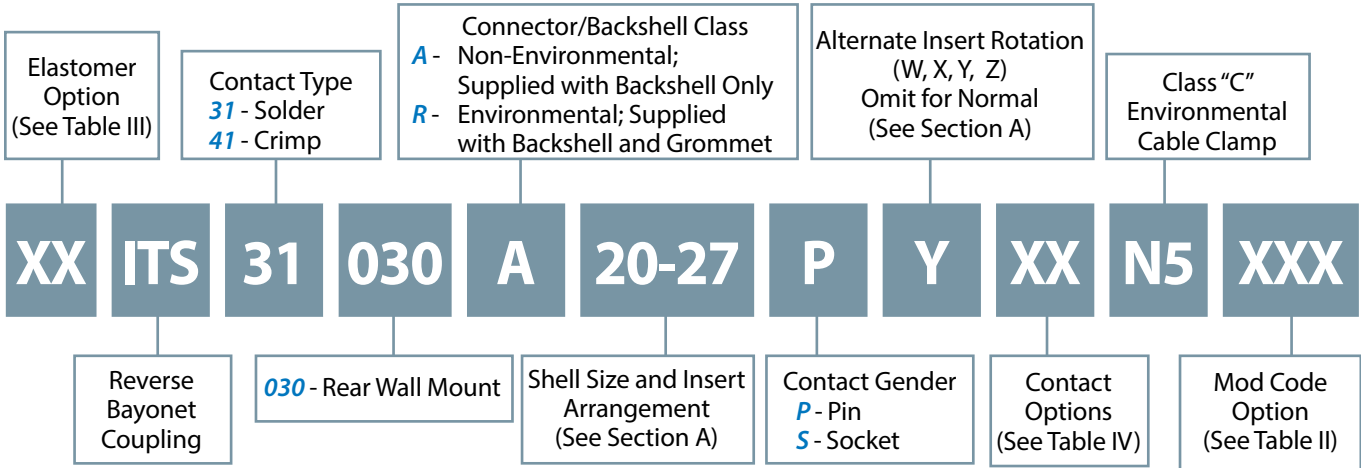 Elastomer
Option
(See Table III)
Contact Type
31 - Solder
41 - Crimp
Connector/Backshell Class
A - Non-Environmental;
Supplied with Backshell Only
R - Environmental; Supplied
with Backshell and Grommet
Alternate Insert Rotation
(W, X, Y, Z)
Omit for Normal
(See Section A)
Class "C"
Environmental
Cable Clamp
XX ITS 31 030 A 20-27 P Y XX N5 XXX
Reverse
Bayonet
Coupling
030 - Rear Wall Mount
Shell Size and Insert
Arrangement
(See Section A)
Contact Gender
P - Pin
S - Socket
Contact
Options
(See Table IV)
Mod Code
Option
(See Table II)